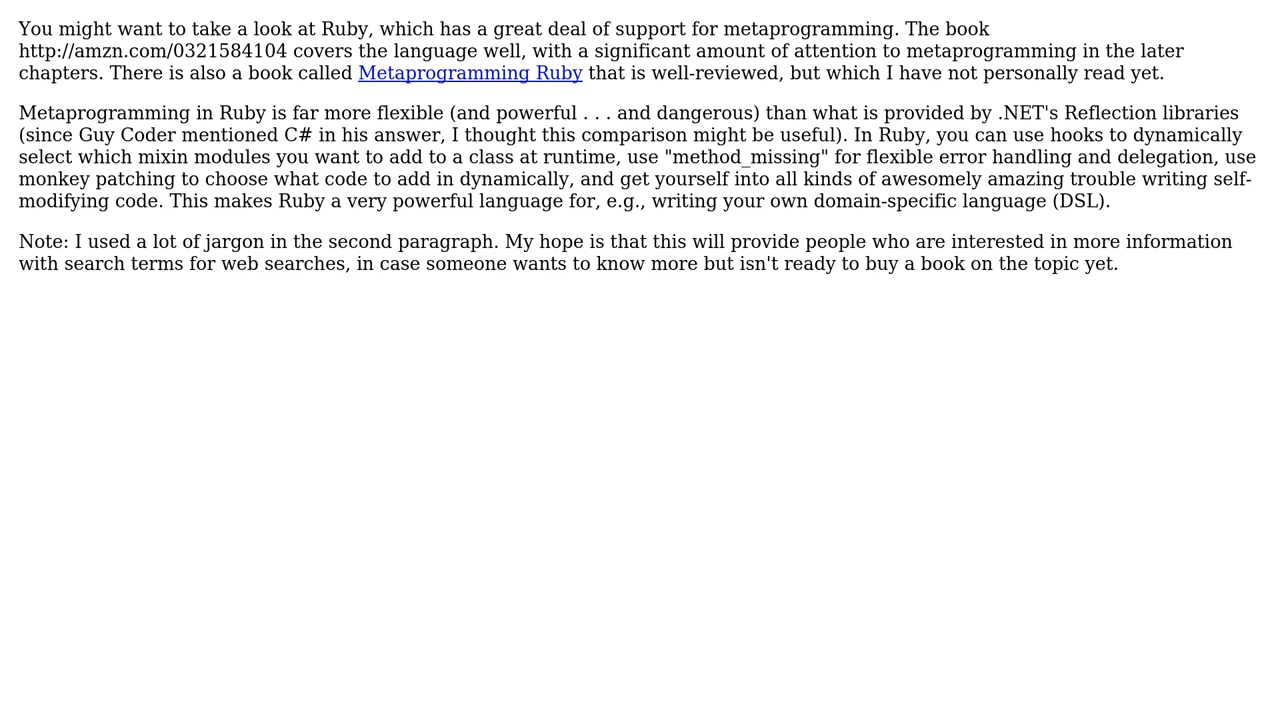 You might want to take a look at Ruby, which has a great deal of support for metaprogramming. The book
http://amzn.com/0321584104 covers the language well, with a significant amount of attention to metaprogramming in the later
chapters. There is also a book called Metaprogramming Ruby that is well-reviewed, but which I have not personally read yet.
Metaprogramming in Ruby is far more flexible (and powerful . . . and dangerous) than what is provided by .NET's Reflection libraries
(since Guy Coder mentioned C# in his answer, I thought this comparison might be useful). In Ruby, you can use hooks to dynamically
select which mixin modules you want to add to a class at runtime, use "method_missing" for flexible error handling and delegation, use
monkey patching to choose what code to add in dynamically, and get yourself into all kinds of awesomely amazing trouble writing self-
modifying code. This makes Ruby a very powerful language for, e.g., writing your own domain-specific language (DSL).
Note: I used a lot of jargon in the second paragraph. My hope is that this will provide people who are interested in more information
with search terms for web searches, in case someone wants to know more but isn't ready to buy a book on the topic yet.